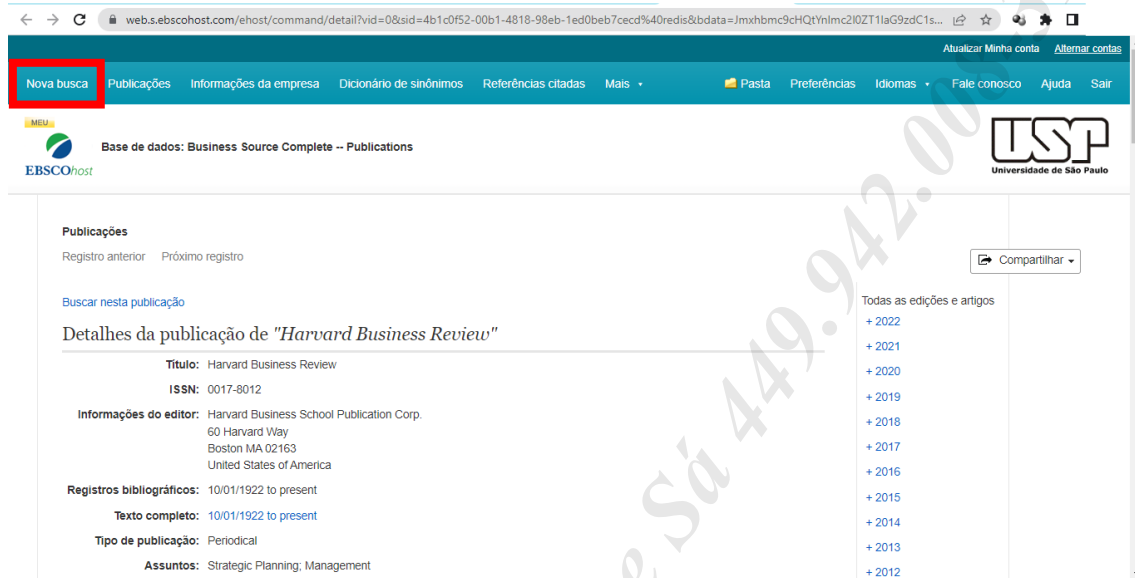 web.s.ebscohost.com/ehost/command/detail?vid=0&sid=4b1c0f52-00b1-4818-98eb-1ed0beb7cecd%40redis&bdata=Jmxhbmc9cHQtYnImc2l0ZT1laG9zdC1s...
Atualizar Minha conta Alternar contas
Nova busca Publicações Informações da empresa Dicionário de sinônimos Referências citadas Mais Pasta Preferências Idiomas Fale conosco Ajuda Sair
MEU
EBSCOhost
Base de dados: Business Source Complete -- Publications
USP
Universidade de São Paulo
Publicações
Registro anterior Próximo registro
Compartilhar
Buscar nesta publicação
Detalhes da publicação de "Harvard Business Review"
Título: Harvard Business Review
ISSN: 0017-8012
Informações do editor: Harvard Business School Publication Corp.
60 Harvard Way
Boston MA 02163
United States of America
Registros bibliográficos: 10/01/1922 to present
Texto completo: 10/01/1922 to present
Tipo de publicação: Periodical
Assuntos: Strategic Planning; Management
Todas as edições e artigos
+ 2022
+ 2021
+ 2020
+ 2019
+ 2018
+ 2017
+ 2016
+ 2015
+ 2014
+ 2013
+ 2012
e Sá 449.942.008-